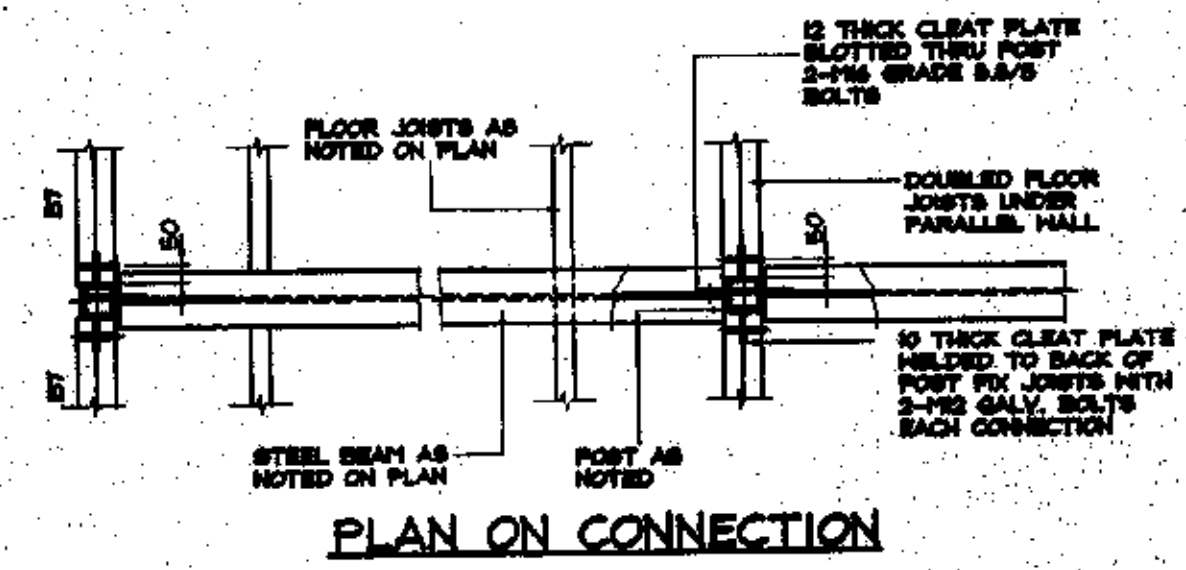 12 THICK CLEAT PLATE
SLOTTED THRU POST
2-M16 GRADE 8.8/S
BOLTS
FLOOR JOISTS AS
NOTED ON PLAN
DOUBLED FLOOR
JOISTS UNDER
PARALLEL WALL
50
50
10 THICK CLEAT PLATE
WELDED TO BACK OF
POST FIX JOISTS WITH
2-M12 GALV. BOLTS
EACH CONNECTION
STEEL BEAM AS
NOTED ON PLAN
POST AS
NOTED
PLAN ON CONNECTION